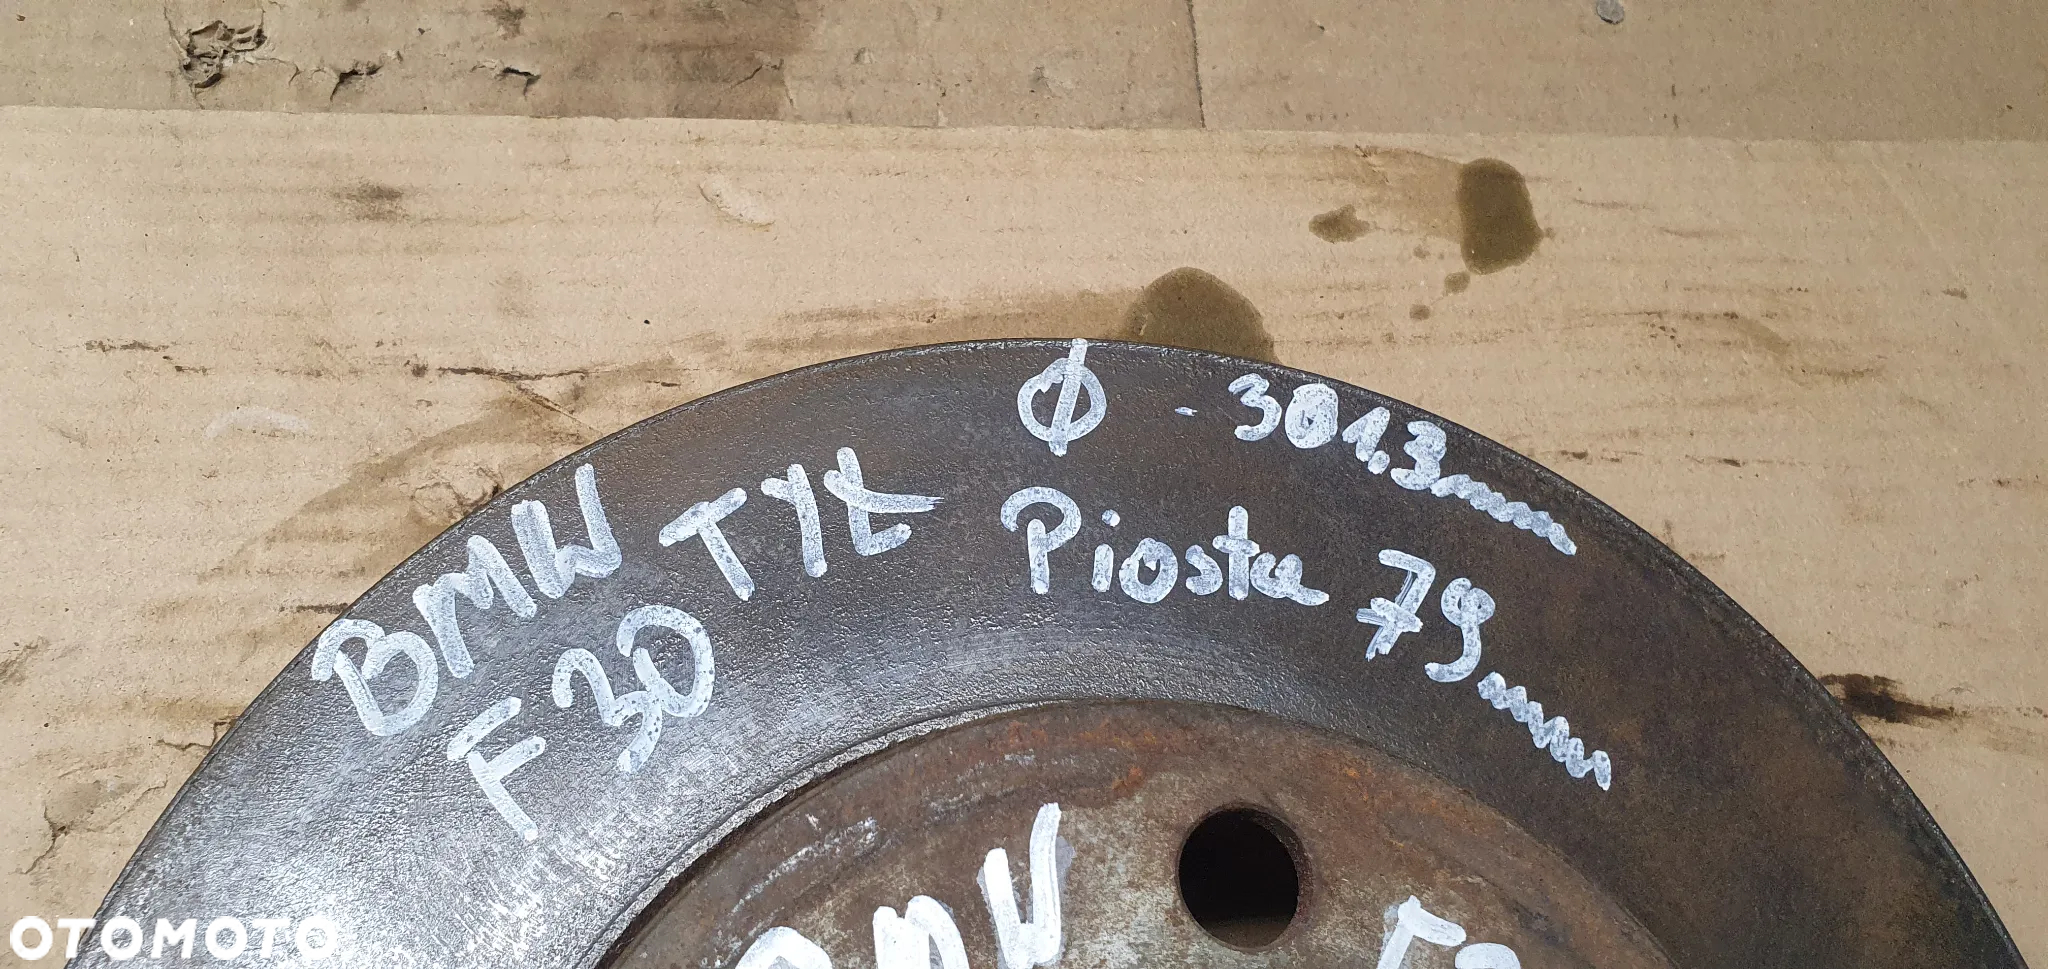 BMW TYŁ Ø - 301.3mm
F30 Piasta 79mm
BMW
OTOMOTO